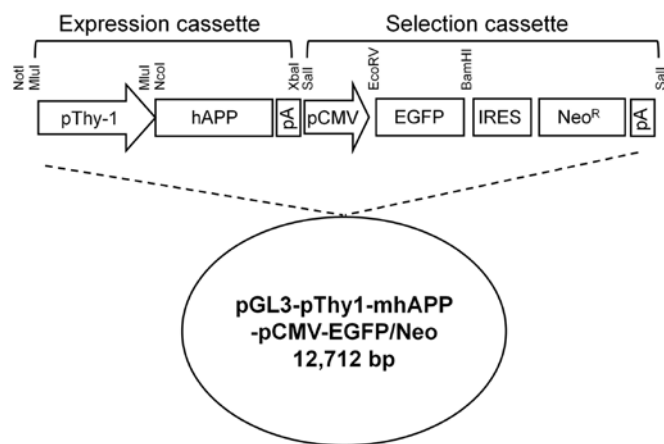 Expression cassette
Selection cassette
NotI
MluI
MluI
NcoI
XbaI
SalI
EcoRV
BamHI
SalI
pThy-1
hAPP
pA
pCMV
EGFP
IRES
Neoᴿ
pA
pGL3-pThy1-mhAPP
-pCMV-EGFP/Neo
12,712 bp